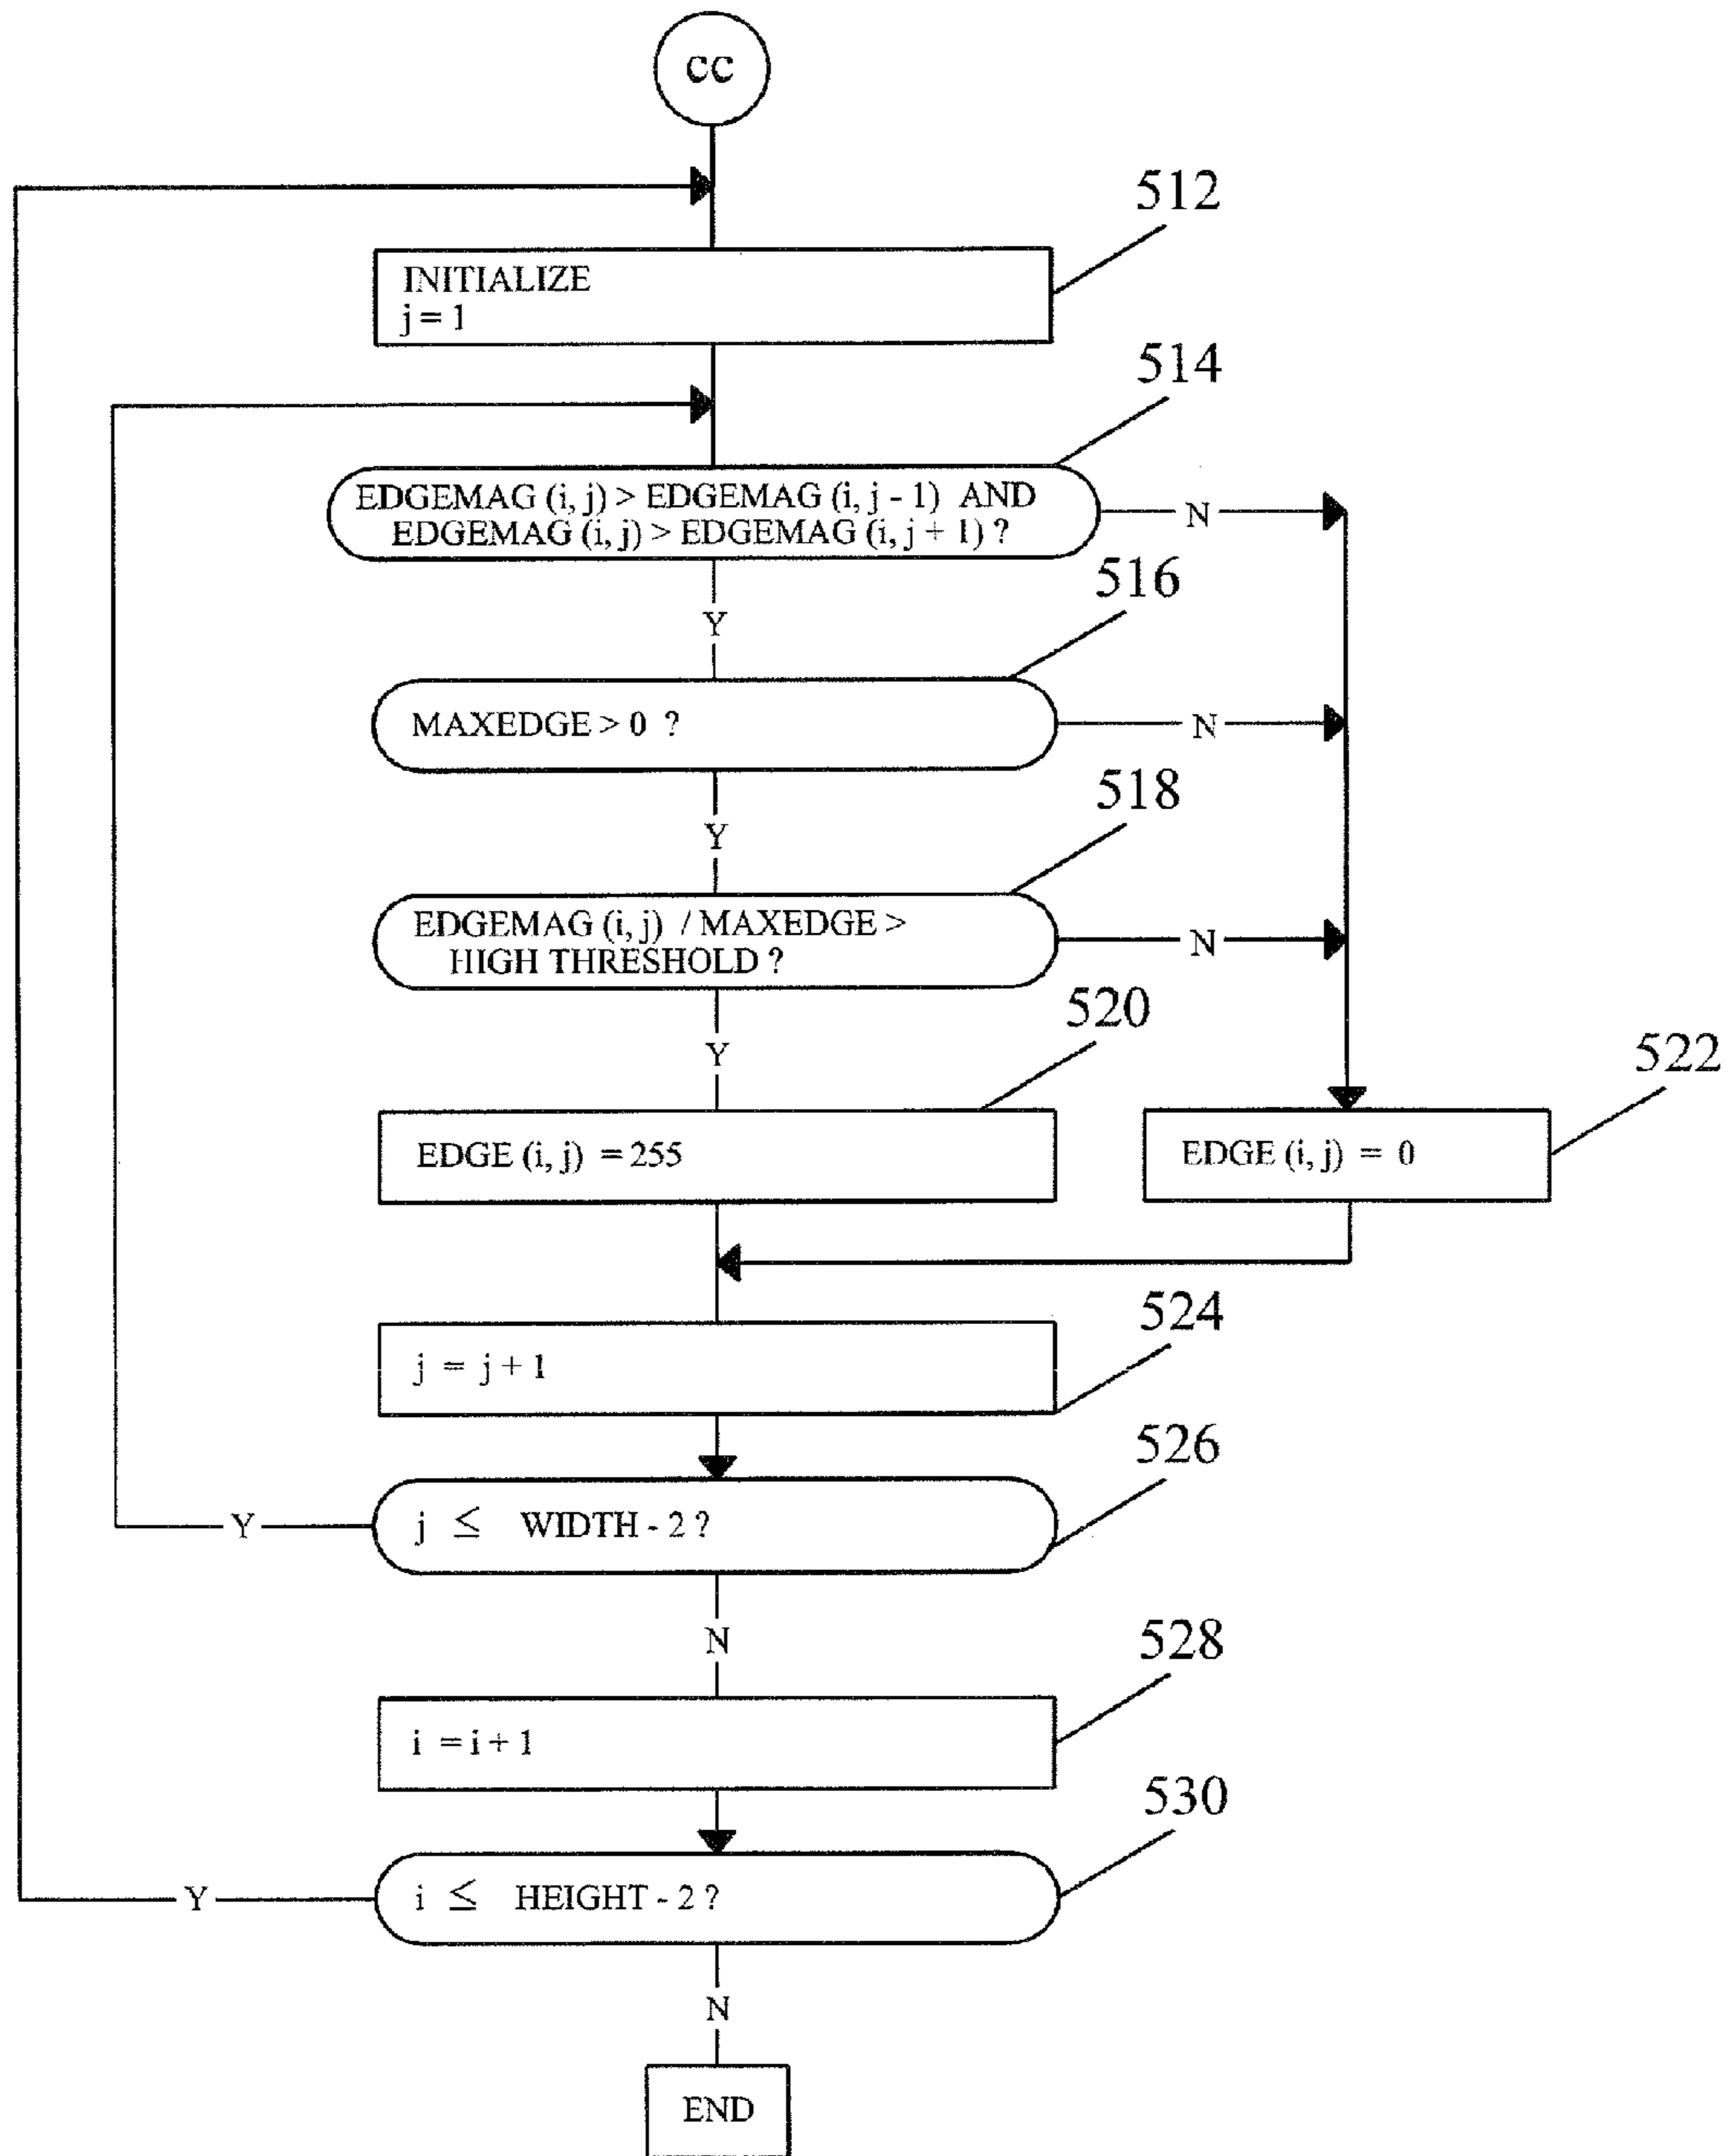 cc
512
INITIALIZE
j = 1
514
EDGEMAG (i, j) > EDGEMAG (i, j - 1) AND
EDGEMAG (i, j) > EDGEMAG (i, j + 1) ?
N
516
Y
MAXEDGE > 0 ?
N
518
Y
EDGEMAG (i, j) / MAXEDGE >
HIGH THRESHOLD ?
N
520
Y
522
EDGE (i, j) = 255
EDGE (i, j) = 0
524
j = j + 1
526
Y
j ≤ WIDTH - 2 ?
N
528
i = i + 1
530
Y
i ≤ HEIGHT - 2 ?
N
END